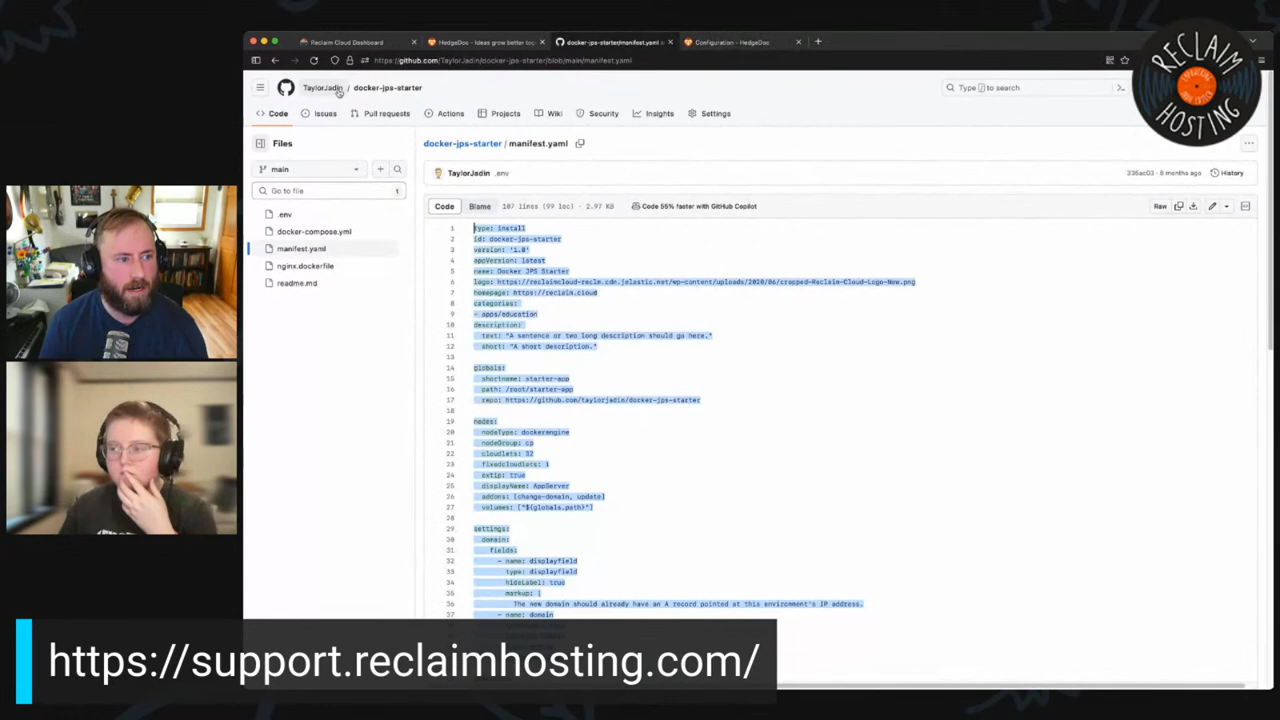 Reclaim Cloud Dashboard
HedgeDoc - Ideas grow better to
docker-jps-starter/manifest.yaml
Configuration - HedgeDoc
https://github.com/TaylorJadin/docker-jps-starter/blob/main/manifest.yaml
TaylorJadin / docker-jps-starter
Type / to search
Code
Issues
Pull requests
Actions
Projects
Wiki
Security
Insights
Settings
RECLAIM HOSTING
Files
main
Go to file
t
.env
docker-compose.yml
manifest.yaml
nginx.dockerfile
readme.md
docker-jps-starter / manifest.yaml
TaylorJadin .env
335ac03 · 8 months ago
History
Code
Blame
107 lines (99 loc) · 2.97 KB
Code 55% faster with GitHub Copilot
Raw
1 type: install
2 id: docker-jps-starter
3 version: '1.0'
4 appVersion: latest
5 name: Docker JPS Starter
6 logo: https://reclaimcloud-reclm.cdn.jelastic.net/wp-content/uploads/2020/06/cropped-Reclaim-Cloud-Logo-New.png
7 homepage: https://reclaim.cloud
8 categories:
9 - apps/education
10 description:
11 text: "A sentence or two long description should go here."
12 short: "A short description."
13
14 globals:
15 shortname: starter-app
16 path: /root/starter-app
17 repo: https://github.com/taylorjadin/docker-jps-starter
18
19 nodes:
20 nodeType: dockerengine
21 nodeGroup: cp
22 cloudlets: 32
23 fixedCloudlets: 1
24 extip: true
25 displayName: AppServer
26 addons: [change-domain, update]
27 volumes: ["${globals.path}"]
28
29 settings:
30 domain:
31 fields:
32 - name: displayfield
33 type: displayfield
34 hideLabel: true
35 markup: |
36 The new domain should already have an A record pointed at this environment's IP address.
37 - name: domain
https://support.reclaimhosting.com/